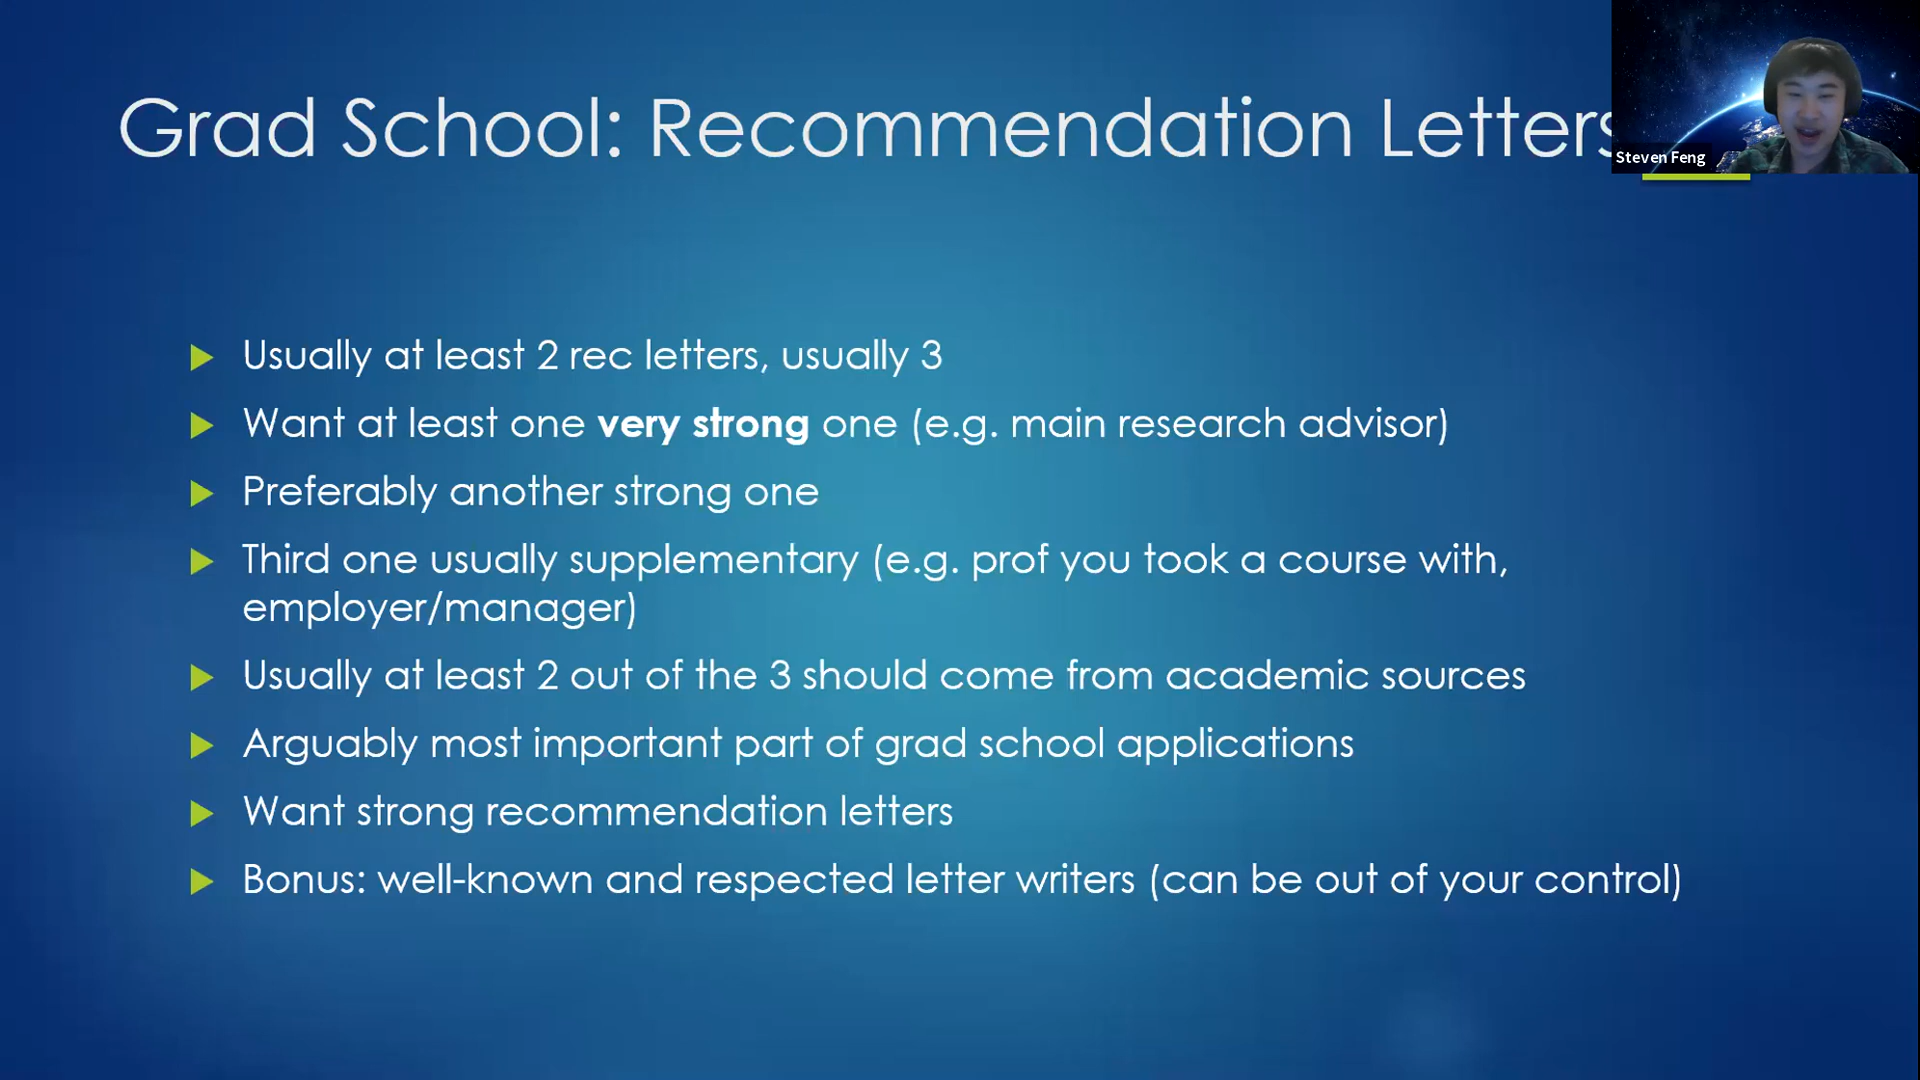 Grad School: Recommendation Letters
Steven Feng
Usually at least 2 rec letters, usually 3
Want at least one very strong one (e.g. main research advisor)
Preferably another strong one
Third one usually supplementary (e.g. prof you took a course with,
employer/manager)
Usually at least 2 out of the 3 should come from academic sources
Arguably most important part of grad school applications
Want strong recommendation letters
Bonus: well-known and respected letter writers (can be out of your control)